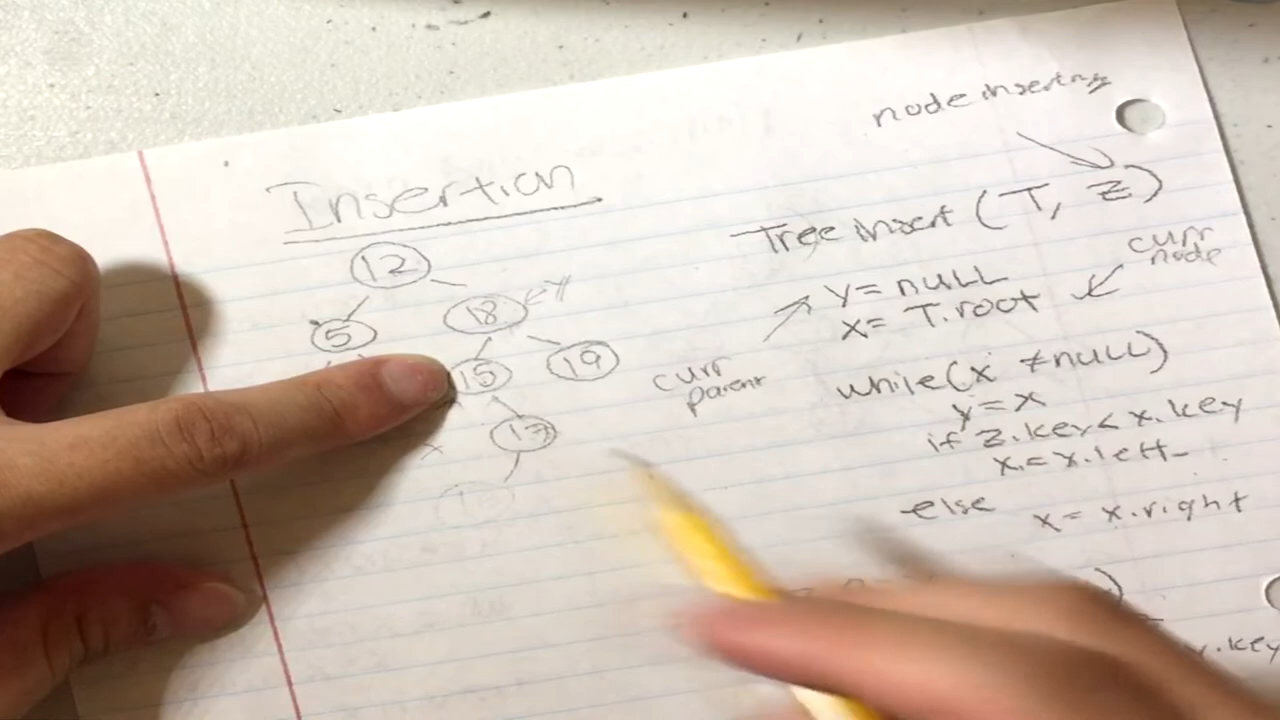 node inserting
Insertion
Tree insert (T, Z)
12
curr
node
y = null
x = T.root
18 ← Y
5
15
19
curr
parent
while (x ≠ null)
y = x
if z.key < x.key
x = x.left
x
else x = x.right
y.key